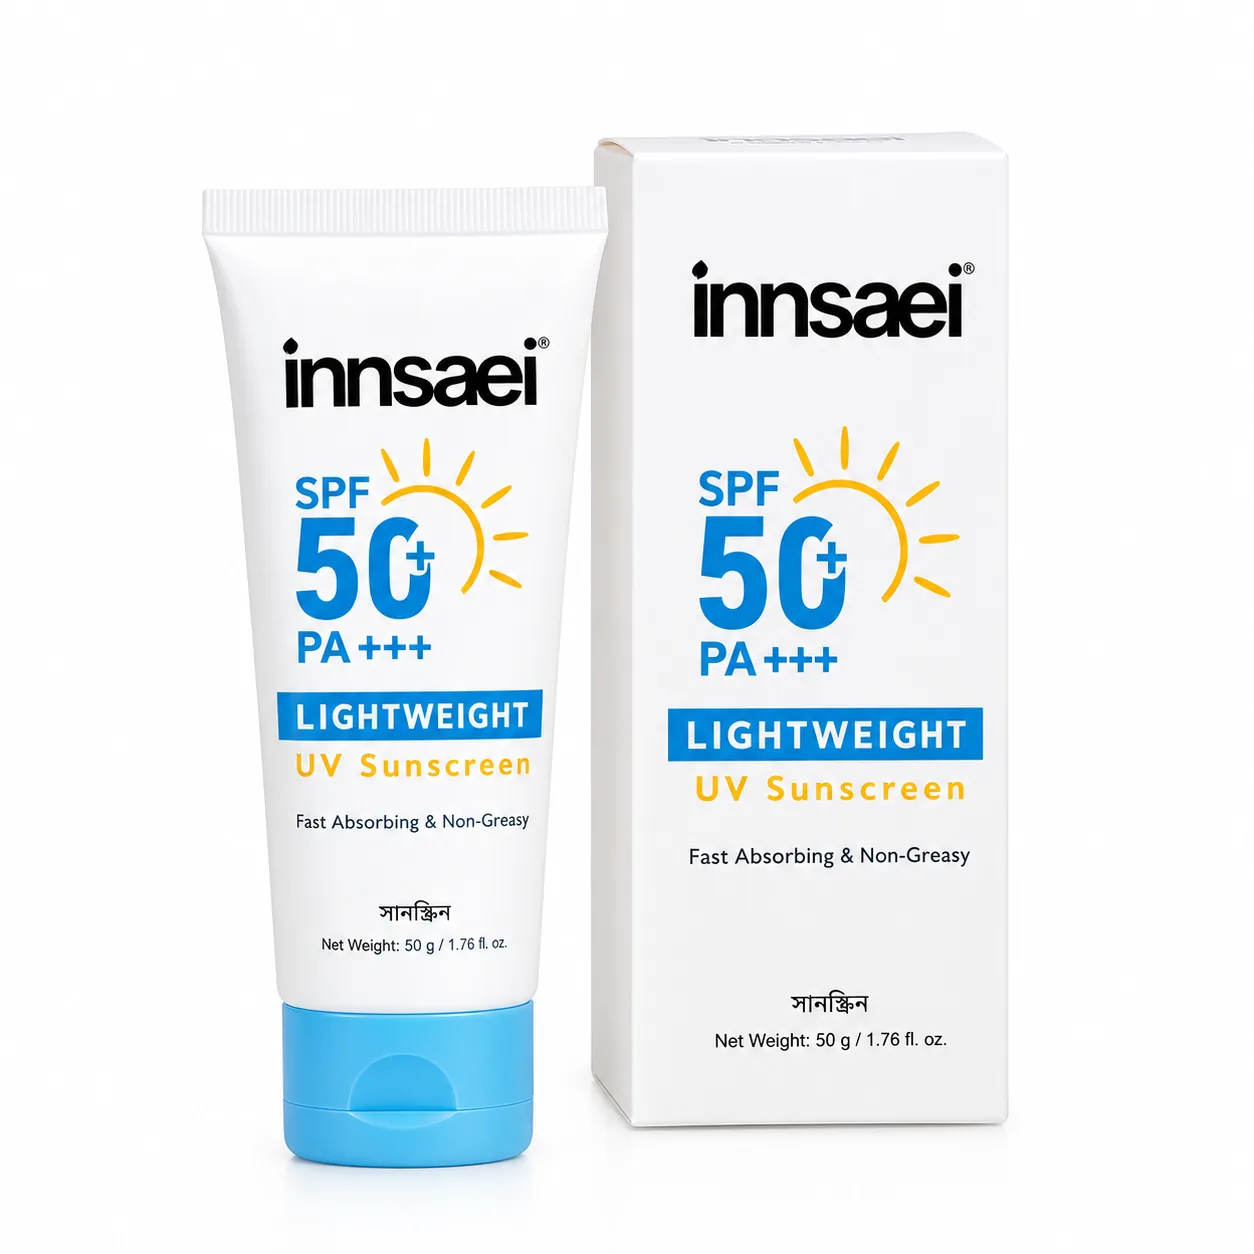 innsaei®
SPF
50+
PA+++
LIGHTWEIGHT
UV Sunscreen
Fast Absorbing & Non-Greasy
সানস্ক্রিন
Net Weight: 50 g / 1.76 fl. oz.
innsaei
innsaei®
SPF
50+
PA+++
LIGHTWEIGHT
UV Sunscreen
Fast Absorbing & Non-Greasy
সানস্ক্রিন
Net Weight: 50 g / 1.76 fl. oz.